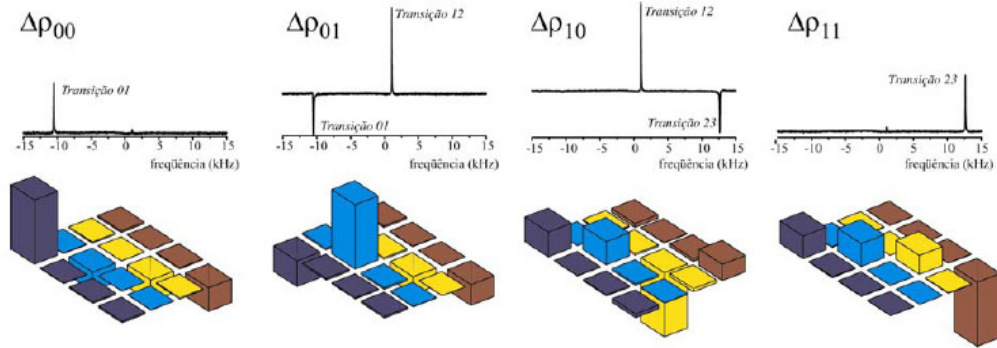 Δρ00
Transição 01
-15 -10 -5 0 5 10 15
freqüência (kHz)
Δρ01
Transição 12
Transição 01
-15 -10 -5 0 5 10 15
freqüência (kHz)
Δρ10
Transição 12
Transição 23
-15 -10 -5 0 5 10 15
freqüência (kHz)
Δρ11
Transição 23
-15 -10 -5 0 5 10 15
freqüência (kHz)